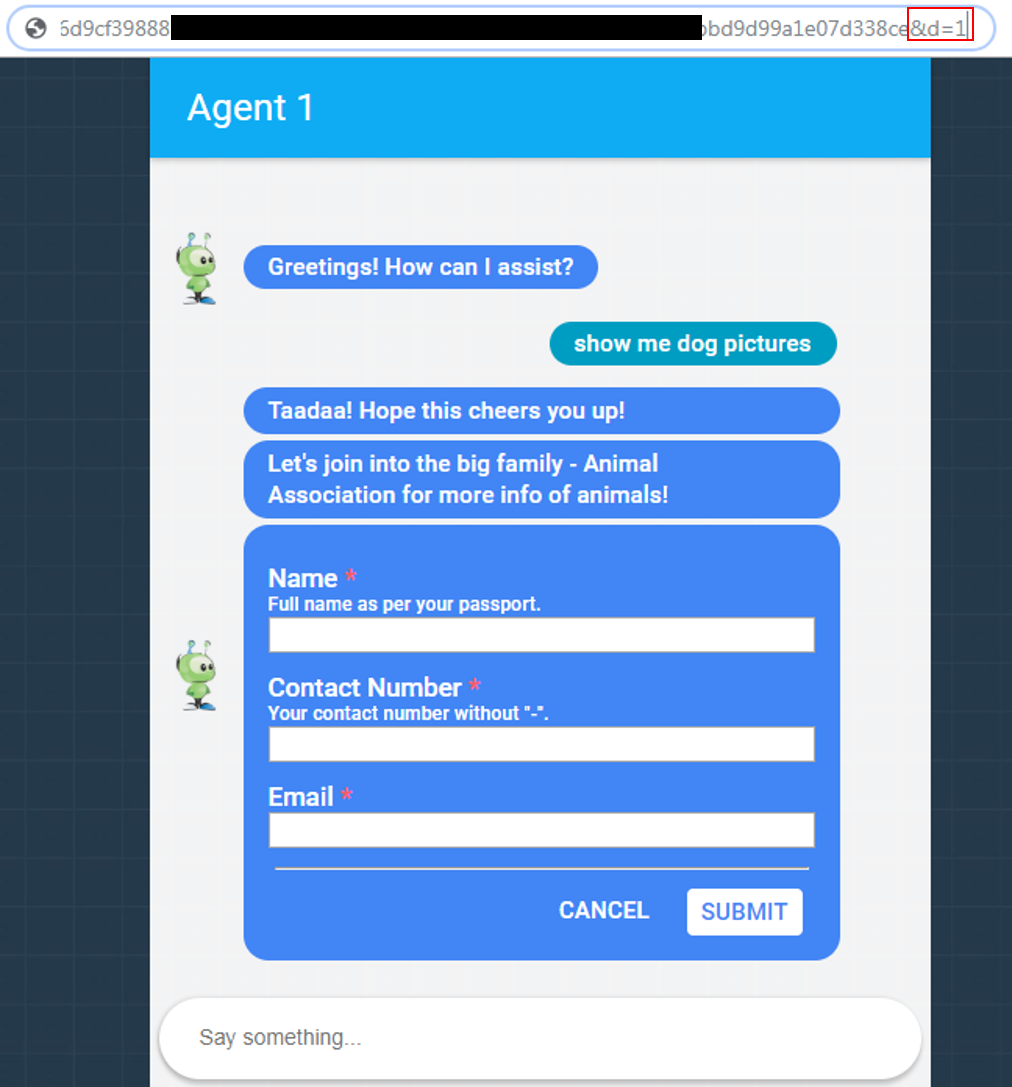 6d9cf39888 bd9d99a1e07d338ce&d=1
Agent 1
Greetings! How can I assist?
show me dog pictures
Taadaa! Hope this cheers you up!
Let's join into the big family - Animal
Association for more info of animals!
Name *
Full name as per your passport.
Contact Number *
Your contact number without "-".
Email *
CANCEL SUBMIT
Say something...